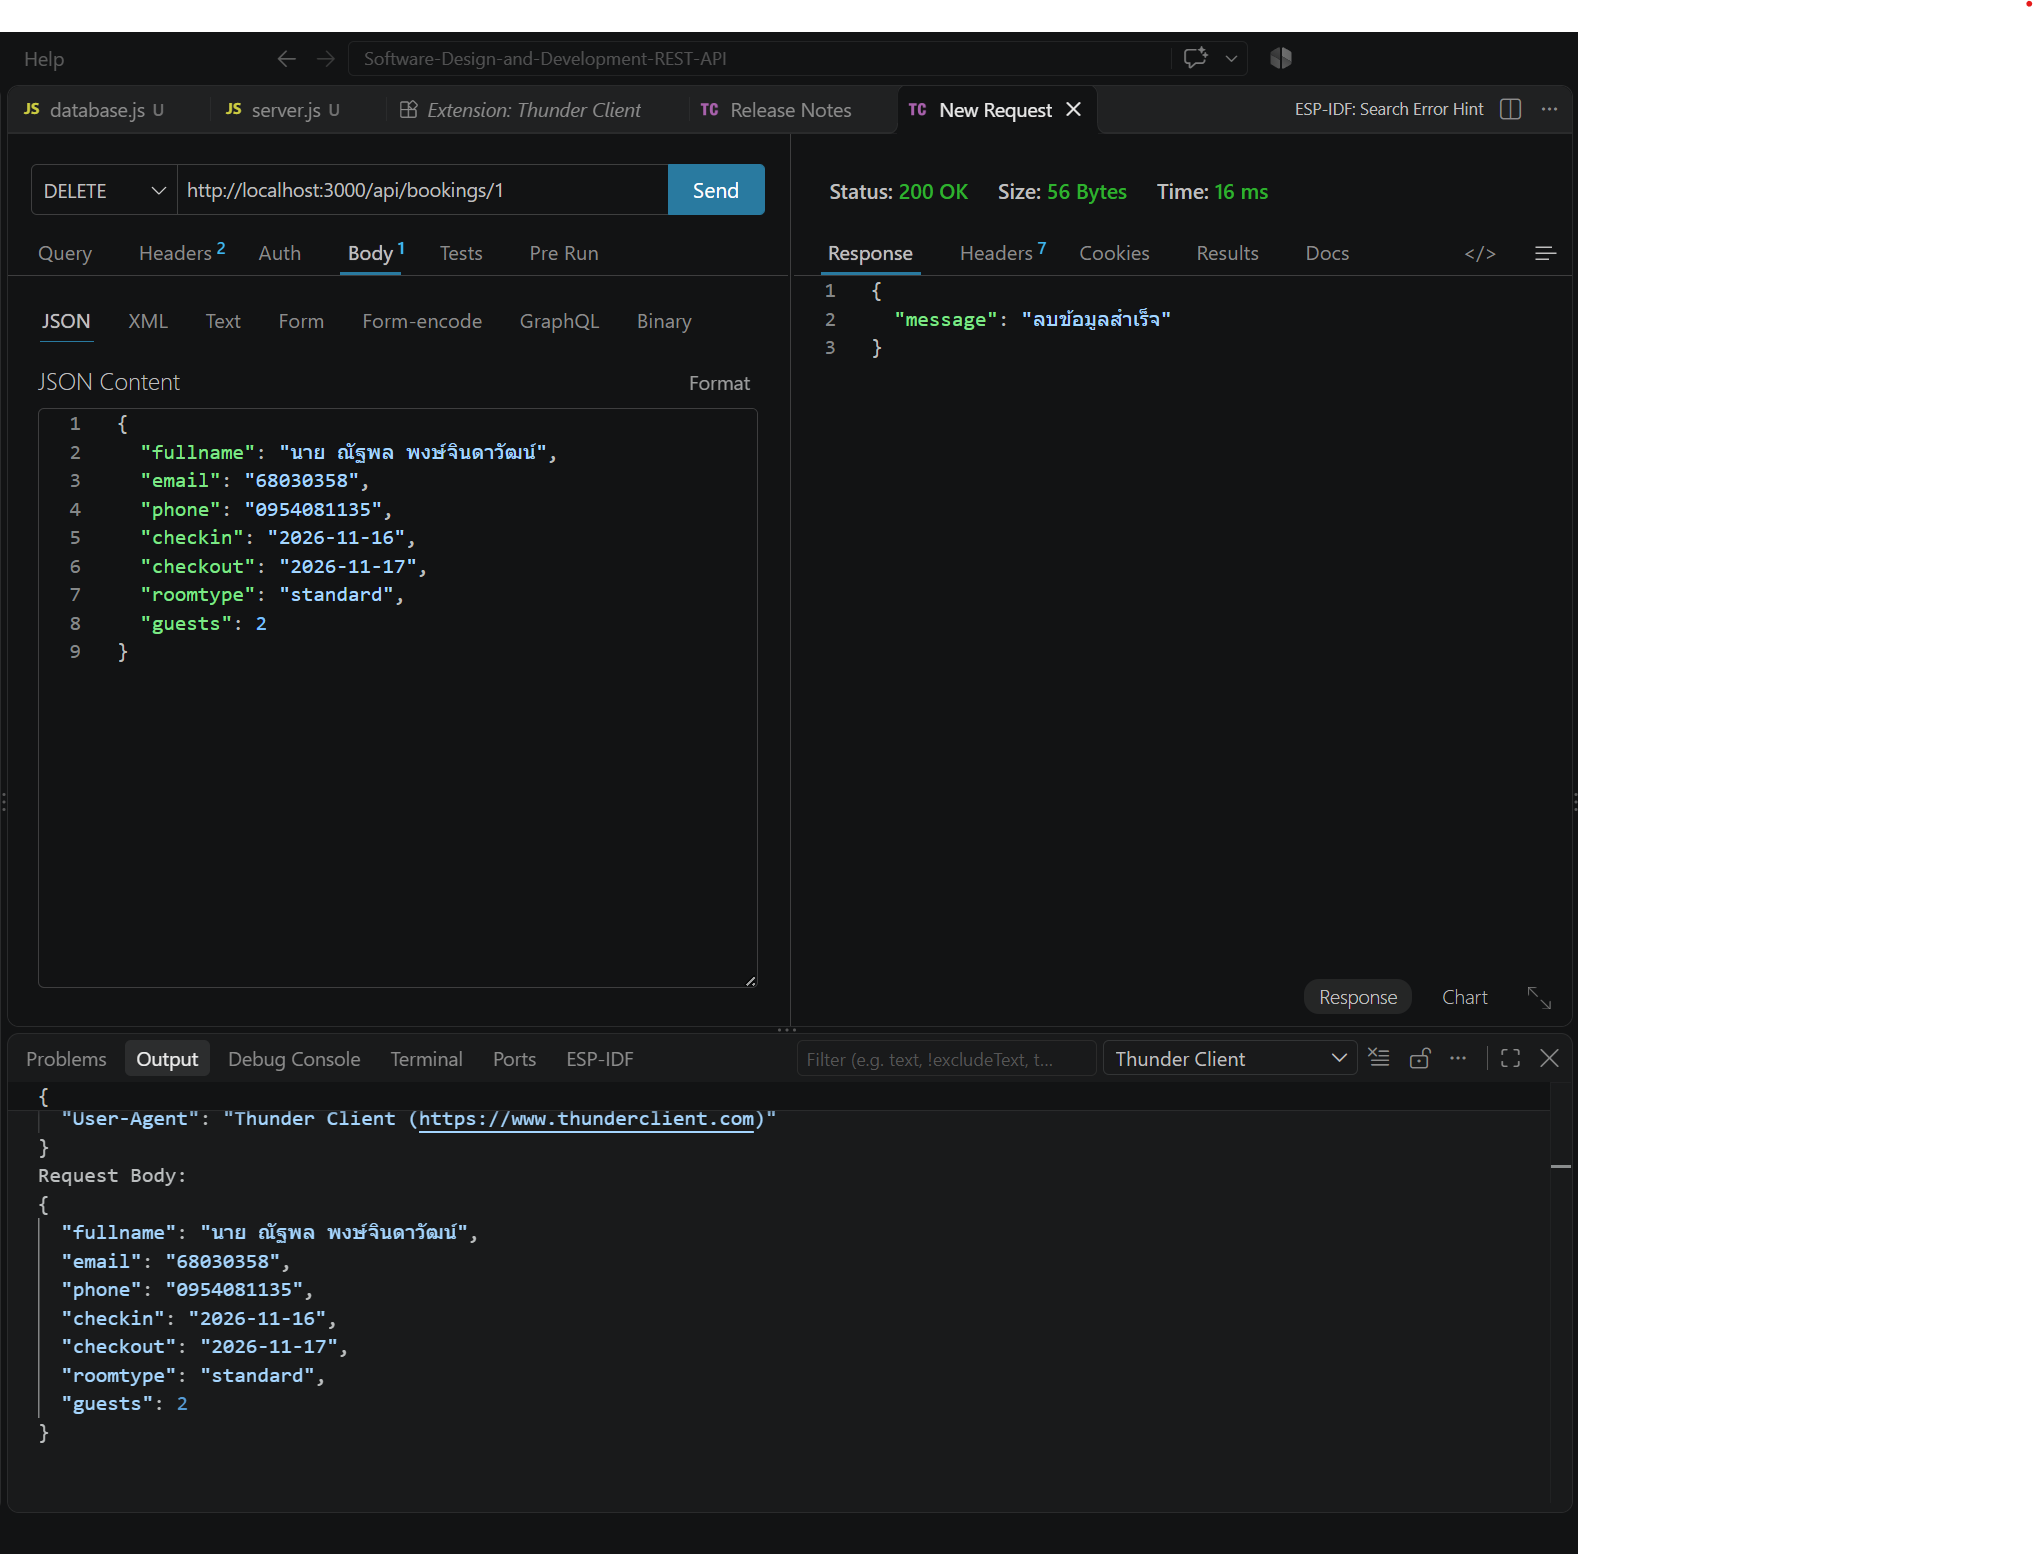 Help
Software-Design-and-Development-REST-API
JS database.js U
JS server.js U
Extension: Thunder Client
TC Release Notes
TC New Request
ESP-IDF: Search Error Hint
DELETE
http://localhost:3000/api/bookings/1
Send
Query
Headers 2
Auth
Body 1
Tests
Pre Run
JSON
XML
Text
Form
Form-encode
GraphQL
Binary
JSON Content
Format
1 {
2 "fullname": "นาย ณัฐพล พงษ์จินดาวัฒน์",
3 "email": "68030358",
4 "phone": "0954081135",
5 "checkin": "2026-11-16",
6 "checkout": "2026-11-17",
7 "roomtype": "standard",
8 "guests": 2
9 }
Status: 200 OK
Size: 56 Bytes
Time: 16 ms
Response
Headers 7
Cookies
Results
Docs
</>
1 {
2 "message": "ลบข้อมูลสำเร็จ"
3 }
Response
Chart
Problems
Output
Debug Console
Terminal
Ports
ESP-IDF
Filter (e.g. text, !excludeText, t...
Thunder Client
{
"User-Agent": "Thunder Client (https://www.thunderclient.com)"
}
Request Body:
{
"fullname": "นาย ณัฐพล พงษ์จินดาวัฒน์",
"email": "68030358",
"phone": "0954081135",
"checkin": "2026-11-16",
"checkout": "2026-11-17",
"roomtype": "standard",
"guests": 2
}